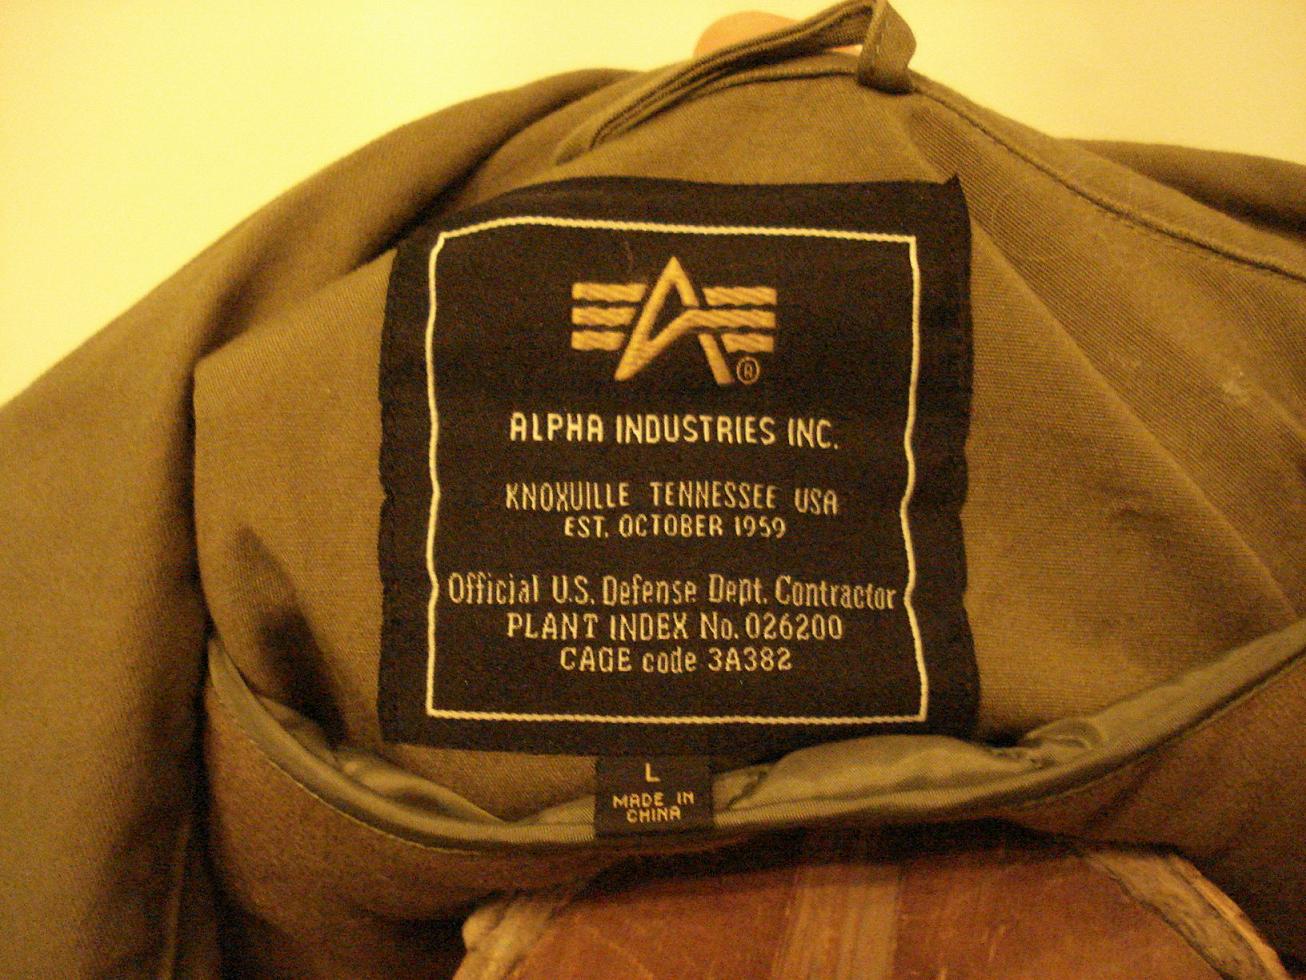 ®
ALPHA INDUSTRIES INC.
KNOXUILLE TENNESSEE USA
EST. OCTOBER 1959
Official U.S. Defense Dept. Contractor
PLANT INDEX No. 026200
CAGE code 3A382
L
MADE IN
CHINA